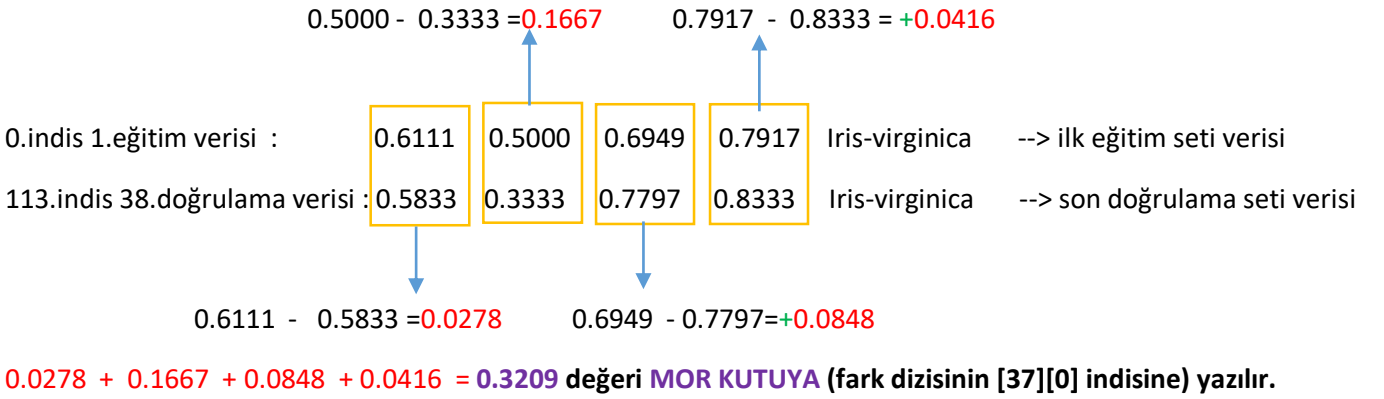 0.5000 - 0.3333 =0.1667 0.7917 - 0.8333 = +0.0416
0.indis 1.eğitim verisi : 0.6111 0.5000 0.6949 0.7917 Iris-virginica --> ilk eğitim seti verisi
113.indis 38.doğrulama verisi : 0.5833 0.3333 0.7797 0.8333 Iris-virginica --> son doğrulama seti verisi
0.6111 - 0.5833 =0.0278 0.6949 - 0.7797=+0.0848
0.0278 + 0.1667 + 0.0848 + 0.0416 = 0.3209 değeri MOR KUTUYA (fark dizisinin [37][0] indisine) yazılır.